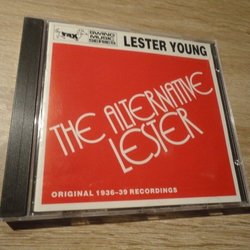 TAX
SWING
MUSIC
SERIES
LESTER YOUNG
THE ALTERNATIVE
LESTER
ORIGINAL 1936-39 RECORDINGS